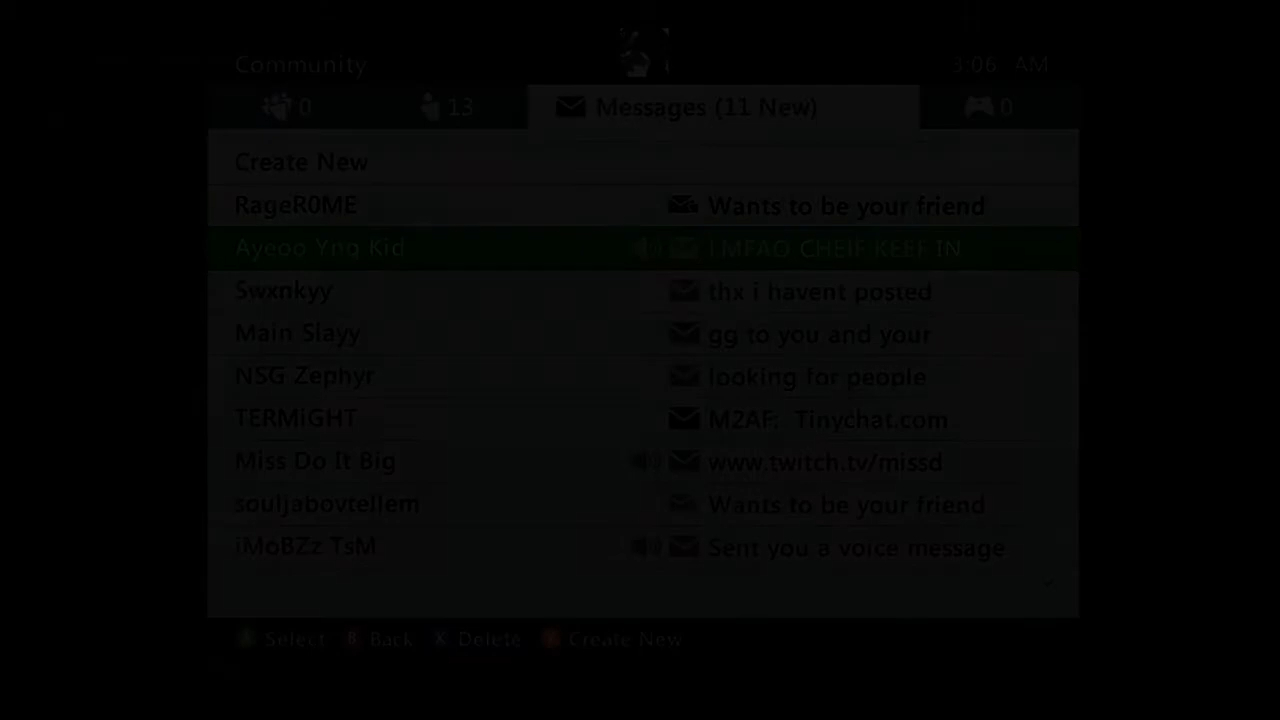 Community 3:06 AM
0 13 Messages (11 New) 0
Create New
RageR0ME Wants to be your friend
Ayeoo Yng Kid LMFAO CHEIF KEEF IN
Swxnkyy thx i havent posted
Main Slayy gg to you and your
NSG Zephyr looking for people
TERMiGHT M2AF: Tinychat.com
Miss Do It Big www.twitch.tv/missd
souljaboytellem Wants to be your friend
iMoBZz TsM Sent you a voice message
A Select B Back X Delete Y Create New